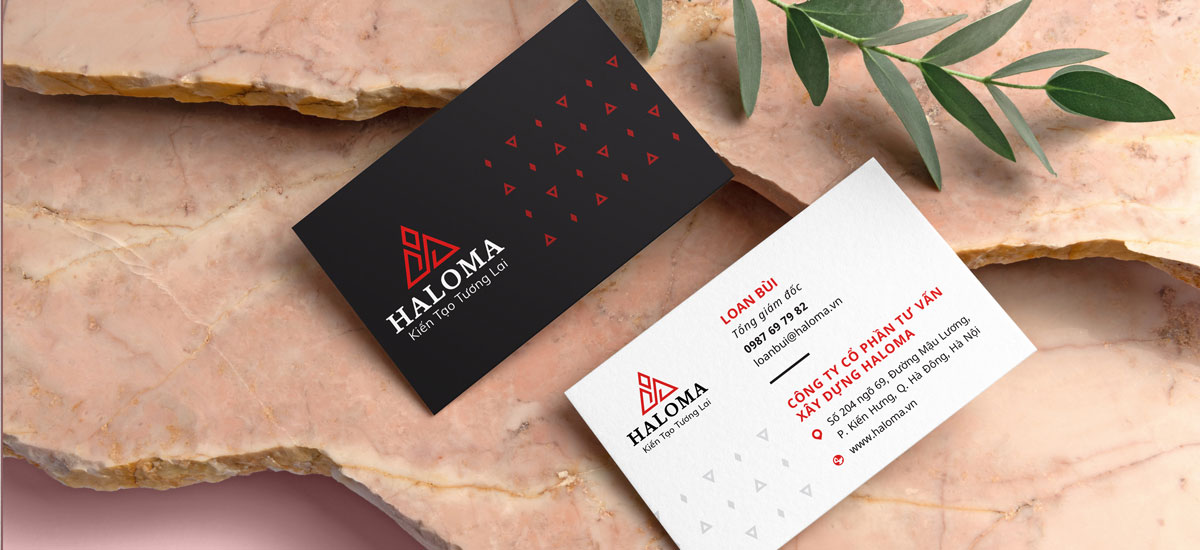 HALOMA
Kiến Tạo Tương Lai
LOAN BÙI
Tổng giám đốc
0987 69 79 82
loanbui@haloma.vn
HALOMA
Kiến Tạo Tương Lai
CÔNG TY CỔ PHẦN TƯ VẤN
XÂY DỰNG HALOMA
Số 204 ngõ 69, Đường Mậu Lương,
P. Kiến Hưng, Q. Hà Đông, Hà Nội
www.haloma.vn